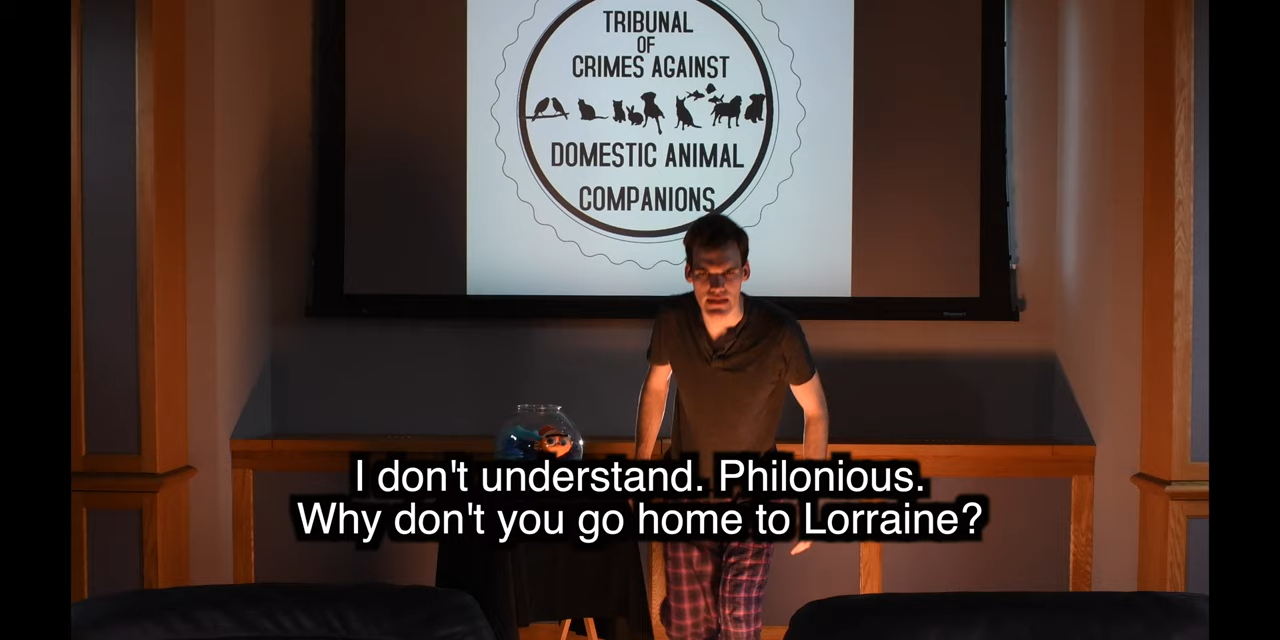 TRIBUNAL
OF
CRIMES AGAINST
DOMESTIC ANIMAL
COMPANIONS
I don't understand. Philonious.
Why don't you go home to Lorraine?